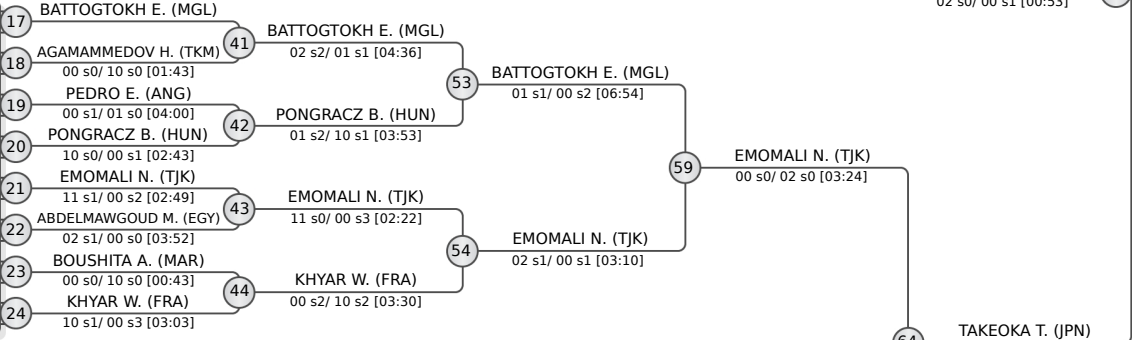 02 s0/ 00 s1 [00:53]
17
BATTOGTOKH E. (MGL)
41
BATTOGTOKH E. (MGL)
02 s2/ 01 s1 [04:36]
18
AGAMAMMEDOV H. (TKM)
00 s0/ 10 s0 [01:43]
53
BATTOGTOKH E. (MGL)
01 s1/ 00 s2 [06:54]
19
PEDRO E. (ANG)
00 s1/ 01 s0 [04:00]
42
PONGRACZ B. (HUN)
01 s2/ 10 s1 [03:53]
20
PONGRACZ B. (HUN)
10 s0/ 00 s1 [02:43]
59
EMOMALI N. (TJK)
00 s0/ 02 s0 [03:24]
21
EMOMALI N. (TJK)
11 s1/ 00 s2 [02:49]
43
EMOMALI N. (TJK)
11 s0/ 00 s3 [02:22]
22
ABDELMAWGOUD M. (EGY)
02 s1/ 00 s0 [03:52]
54
EMOMALI N. (TJK)
02 s1/ 00 s1 [03:10]
23
BOUSHITA A. (MAR)
00 s0/ 10 s0 [00:43]
44
KHYAR W. (FRA)
00 s2/ 10 s2 [03:30]
24
KHYAR W. (FRA)
10 s1/ 00 s3 [03:03]
64
TAKEOKA T. (JPN)